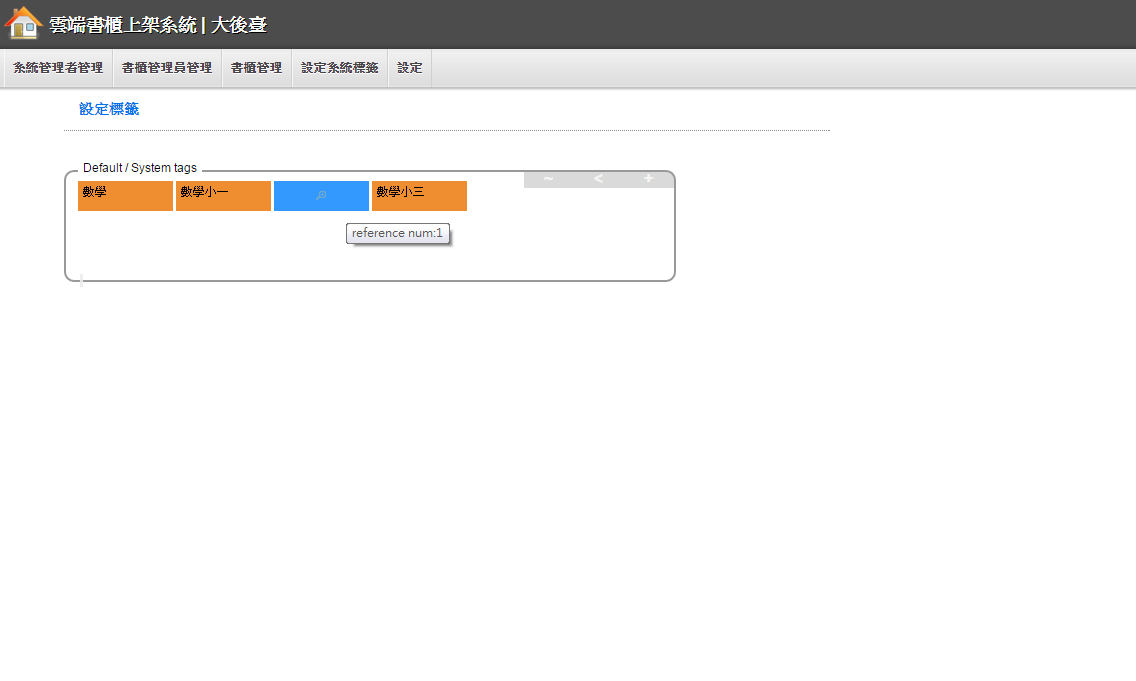 雲端書櫃上架系統 | 大後臺
系統管理者管理 書櫃管理員管理 書櫃管理 設定系統標籤 設定
設定標籤
Default / System tags
~ < +
數學 數學小一 數學小三
reference num:1